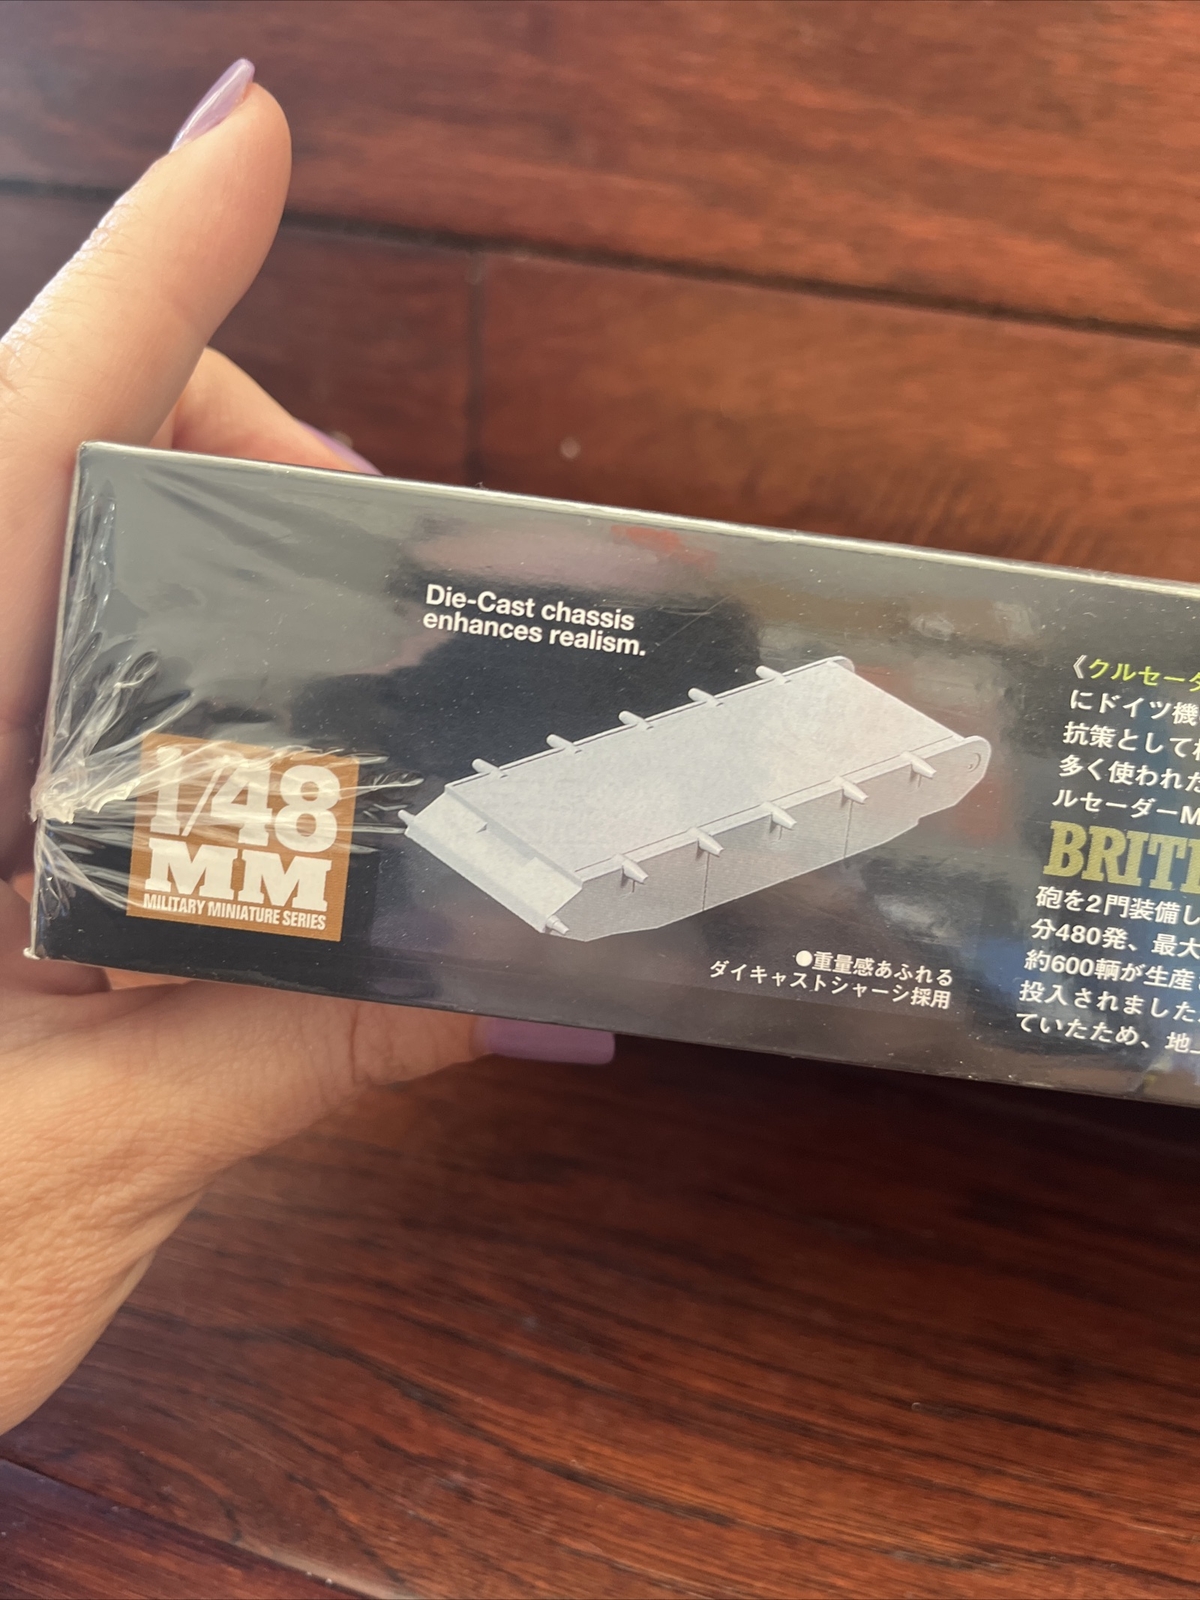 Die-Cast chassis
enhances realism.
1/48
MM
MILITARY MINIATURE SERIES
●重量感あふれる
ダイキャストシャーシ採用
《クルセーダ
にドイツ機
抗策として
多く使われた
ルセーダーM
BRITI
砲を2門装備し
分480発、最大
約600輌が生産
投入されました
ていたため、地上